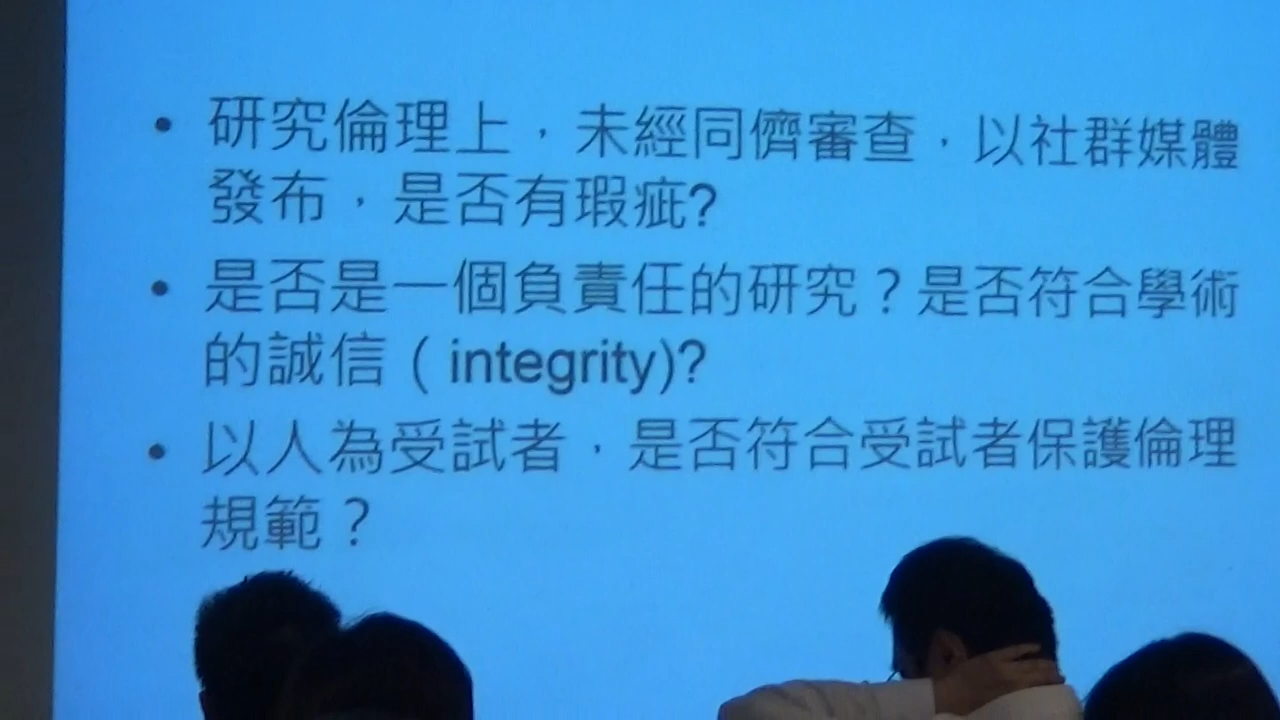 • 研究倫理上，未經同儕審查，以社群媒體
發布，是否有瑕疵?
• 是否是一個負責任的研究？是否符合學術
的誠信（integrity)?
• 以人為受試者，是否符合受試者保護倫理
規範？